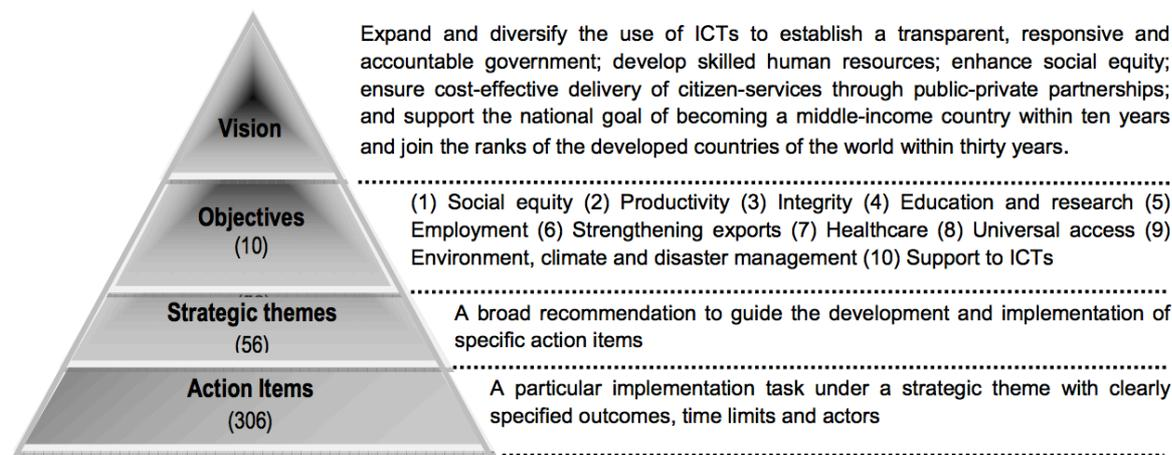 Vision
Expand and diversify the use of ICTs to establish a transparent, responsive and
accountable government; develop skilled human resources; enhance social equity;
ensure cost-effective delivery of citizen-services through public-private partnerships;
and support the national goal of becoming a middle-income country within ten years
and join the ranks of the developed countries of the world within thirty years.
Objectives
(10)
(1) Social equity (2) Productivity (3) Integrity (4) Education and research (5)
Employment (6) Strengthening exports (7) Healthcare (8) Universal access (9)
Environment, climate and disaster management (10) Support to ICTs
Strategic themes
(56)
A broad recommendation to guide the development and implementation of
specific action items
Action Items
(306)
A particular implementation task under a strategic theme with clearly
specified outcomes, time limits and actors